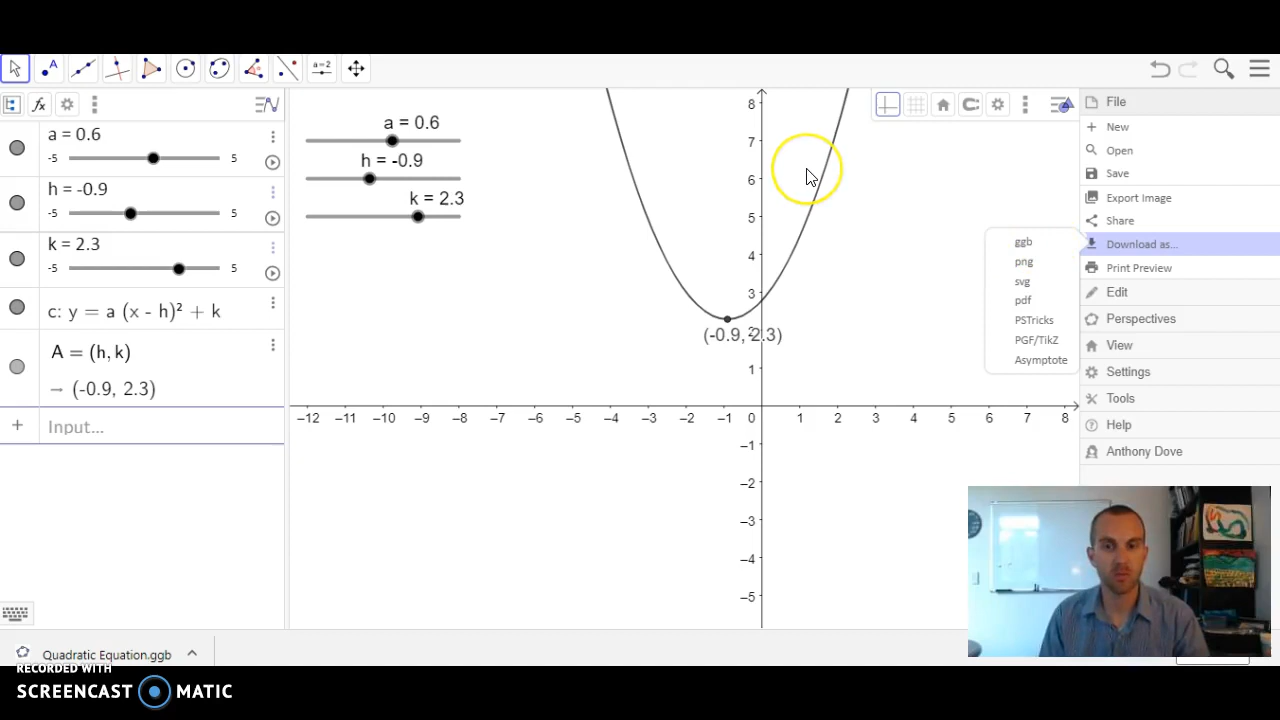 a=2
a = 0.6
-5
5
h = -0.9
-5
5
k = 2.3
-5
5
c: y = a (x - h)² + k
A = (h, k)
→ (-0.9, 2.3)
+ Input...
a = 0.6
h = -0.9
k = 2.3
8
7
6
5
4
3
2
1
(-0.9, 2.3)
−12 −11 −10 −9 −8 −7 −6 −5 −4 −3 −2 −1 0 1 2 3 4 5 6 7 8
−1
−2
−3
−4
−5
File
New
Open
Save
Export Image
Share
Download as...
Print Preview
Edit
Perspectives
View
Settings
Tools
Help
Anthony Dove
ggb
png
svg
pdf
PSTricks
PGF/TikZ
Asymptote
Quadratic Equation.ggb
RECORDED WITH
SCREENCAST MATIC